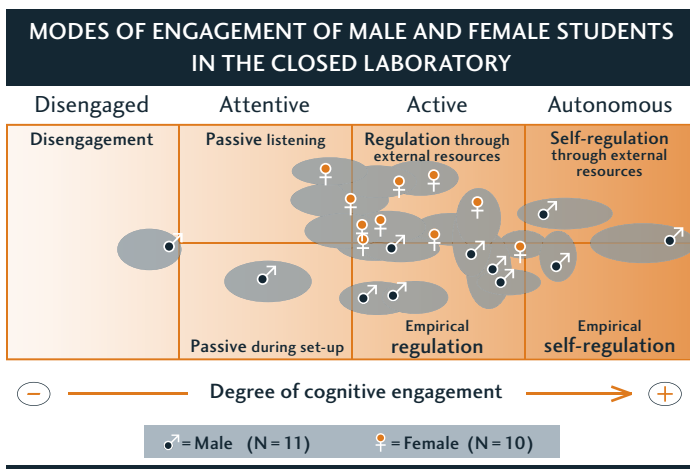 MODES OF ENGAGEMENT OF MALE AND FEMALE STUDENTS
IN THE CLOSED LABORATORY
Disengaged
Attentive
Active
Autonomous
Disengagement
Passive listening
Regulation through
external resources
Self-regulation
through external
resources
Passive during set-up
Empirical
regulation
Empirical
self-regulation
−
Degree of cognitive engagement
+
= Male (N = 11)
= Female (N = 10)